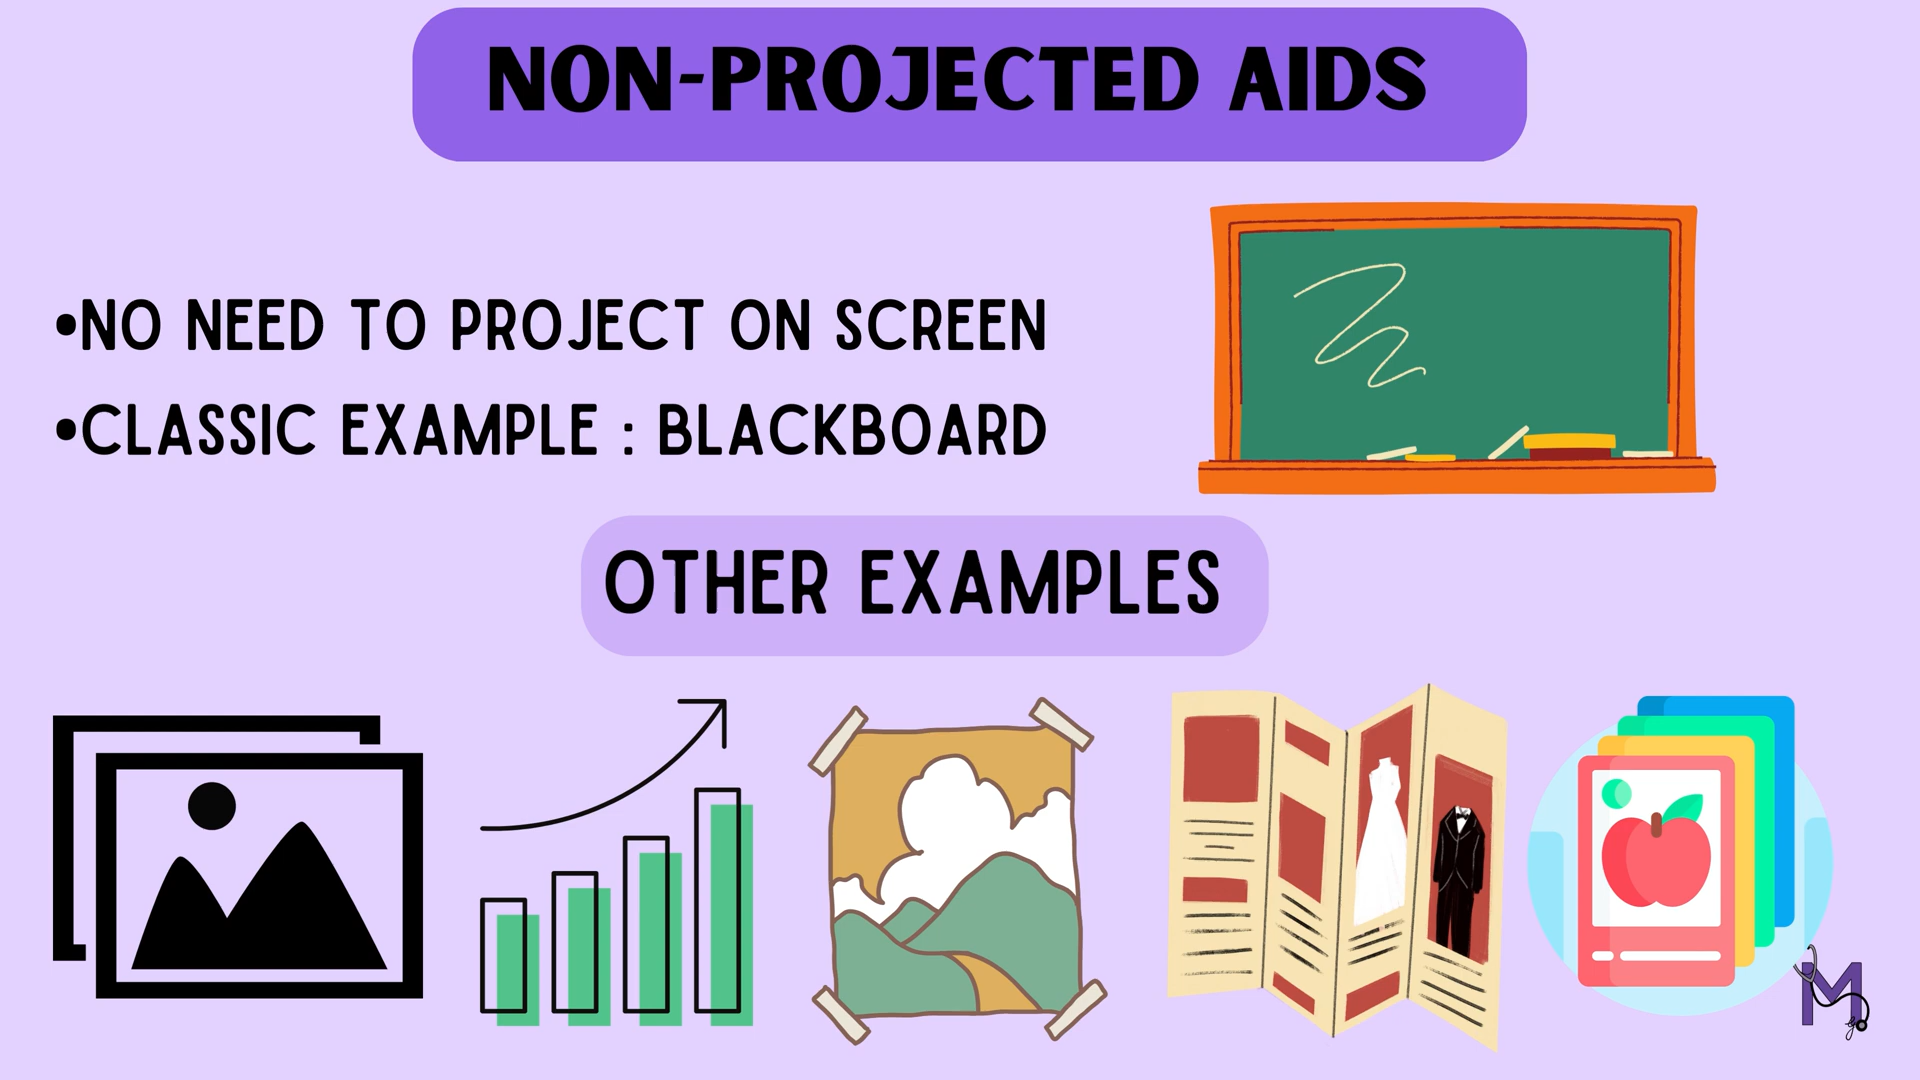 NON-PROJECTED AIDS
•NO NEED TO PROJECT ON SCREEN
•CLASSIC EXAMPLE : BLACKBOARD
OTHER EXAMPLES
M